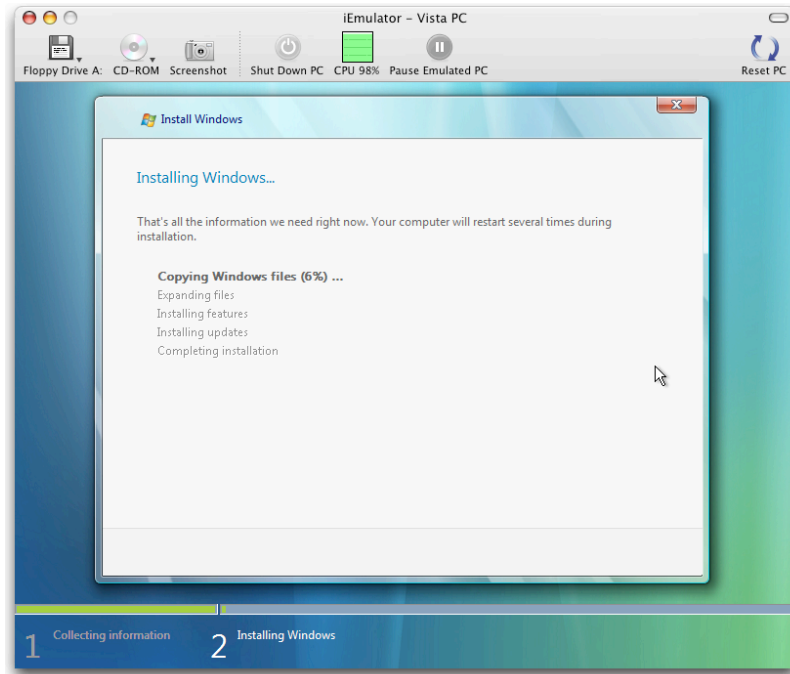 iEmulator – Vista PC
Floppy Drive A: CD-ROM Screenshot Shut Down PC CPU 98% Pause Emulated PC Reset PC
Install Windows
Installing Windows...
That's all the information we need right now. Your computer will restart several times during
installation.
Copying Windows files (6%) ...
Expanding files
Installing features
Installing updates
Completing installation
1 Collecting information 2 Installing Windows